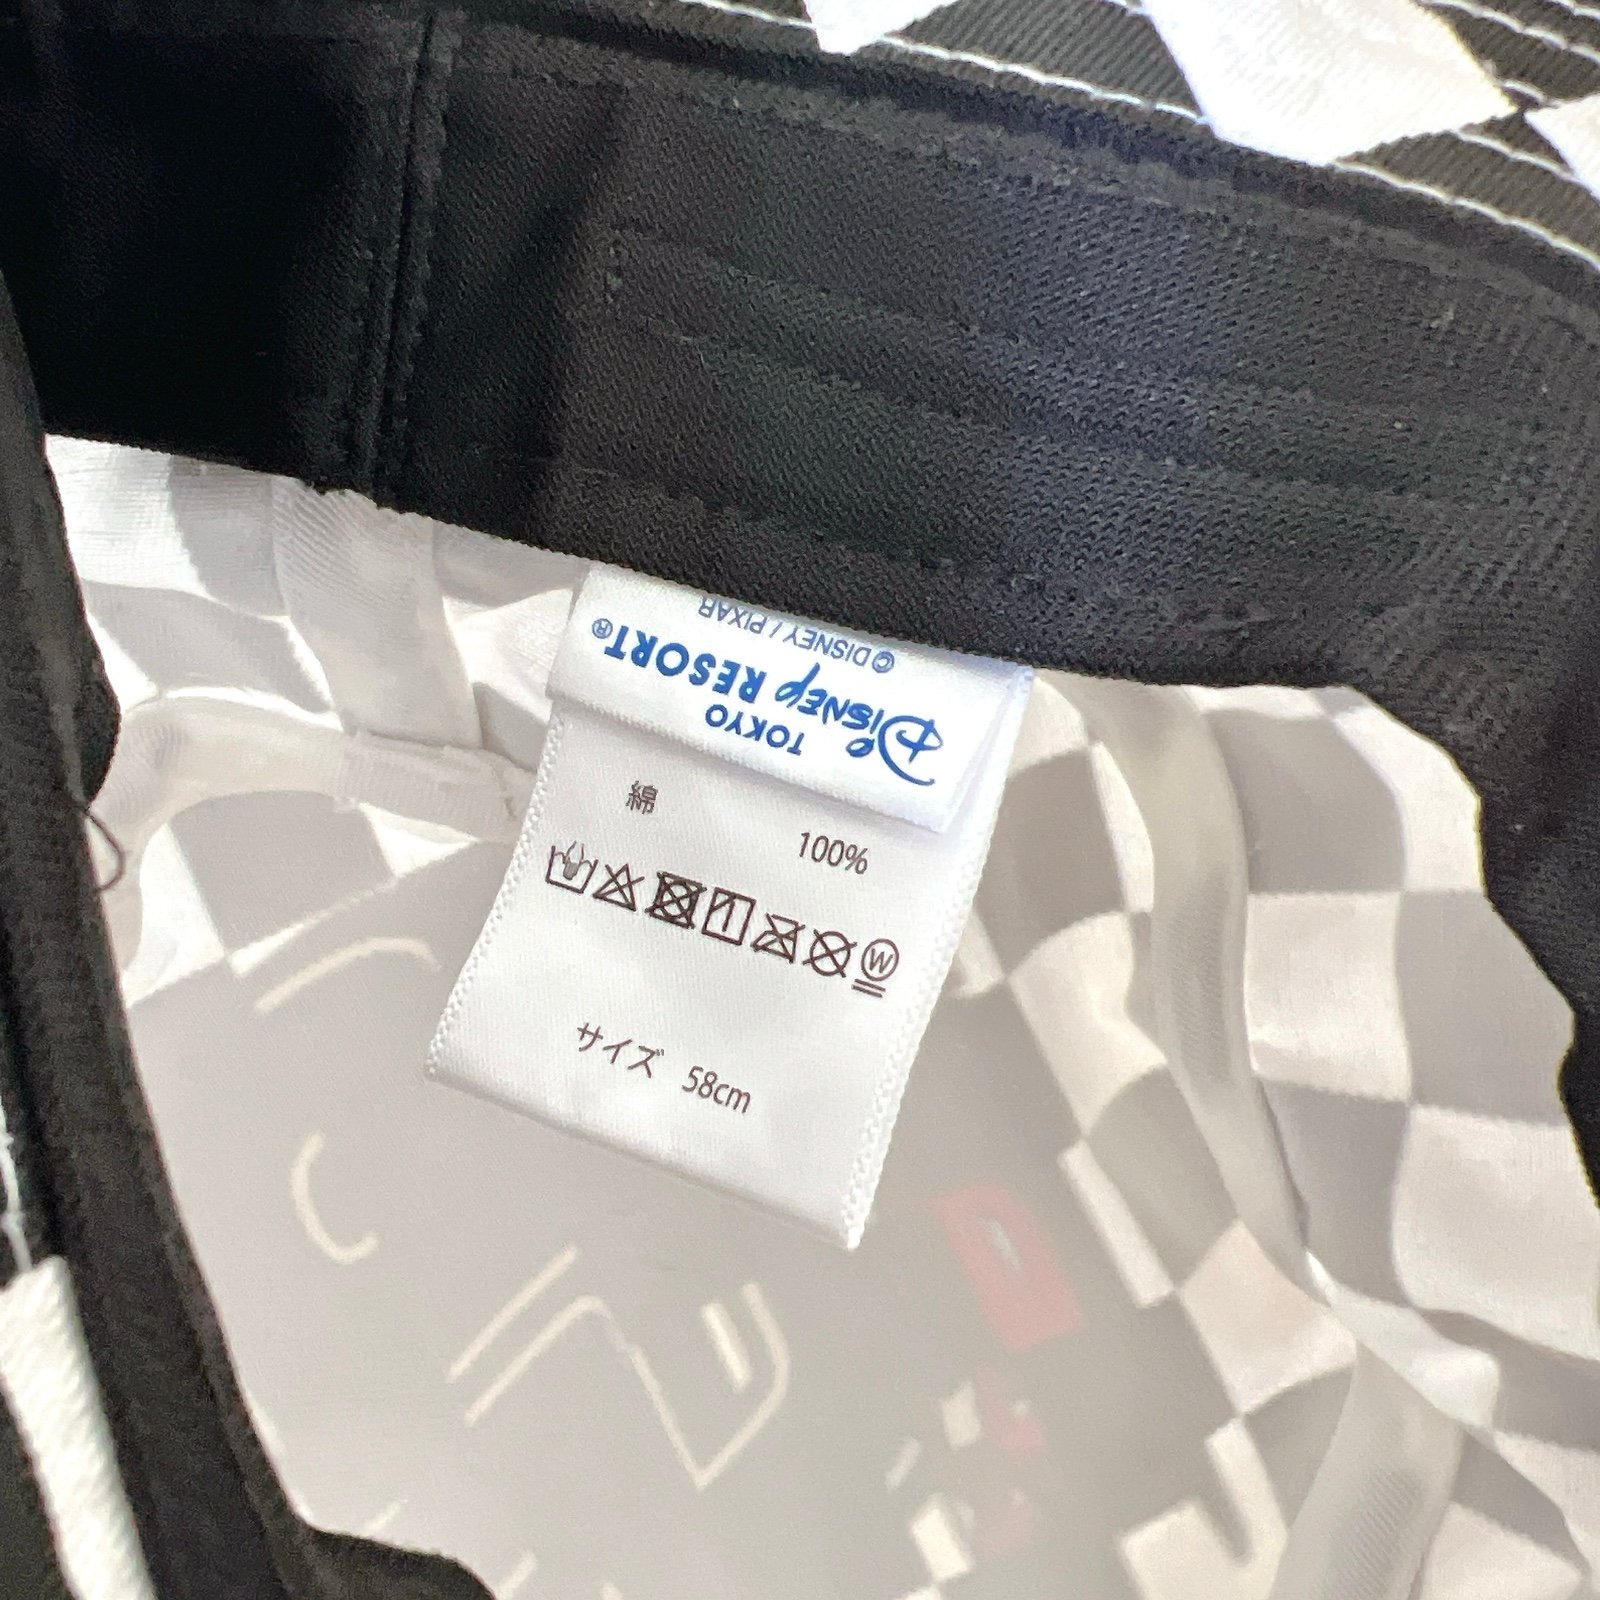 © DISNEY / PIXAR
TOKYO
DISNEY RESORT®
綿 100%
W
サイズ 58cm